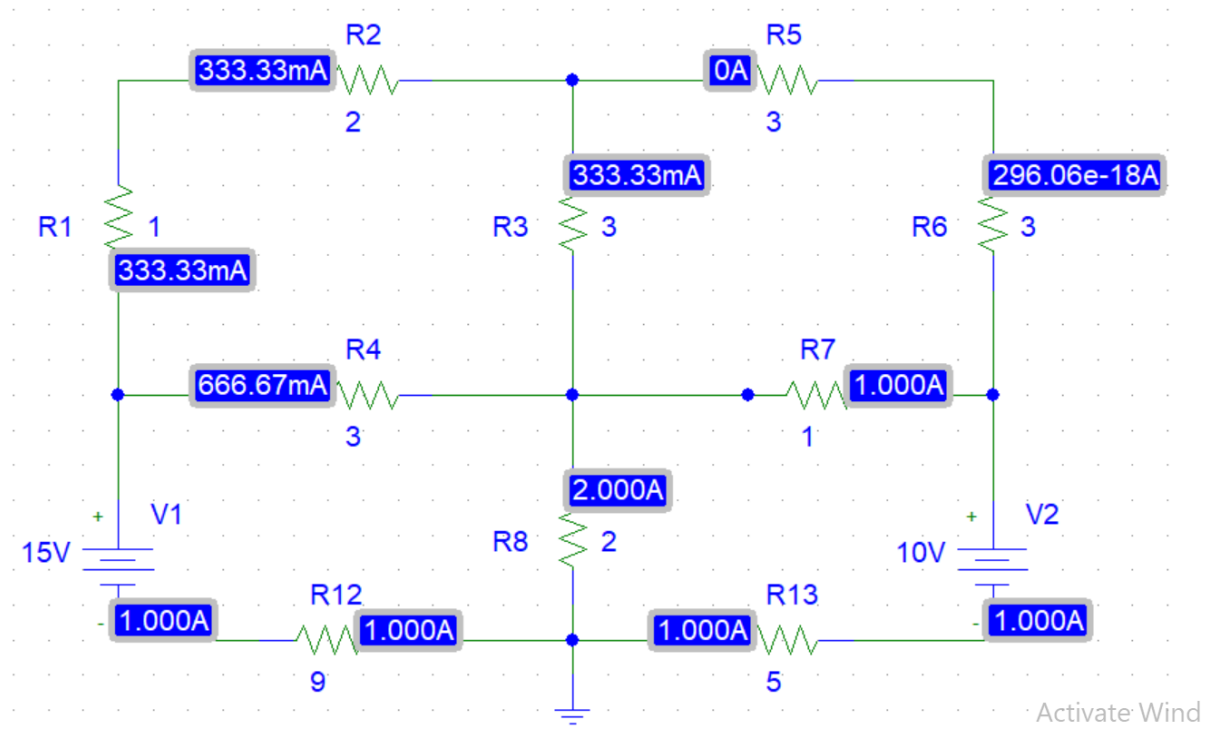 R2
R5
333.33mA
0A
2
3
333.33mA
296.06e-18A
R1
1
R3
3
R6
3
333.33mA
R4
R7
666.67mA
1.000A
3
1
2.000A
+
V1
+
V2
R8
2
15V
10V
R12
R13
-
1.000A
1.000A
1.000A
-
1.000A
9
5
Activate Wind